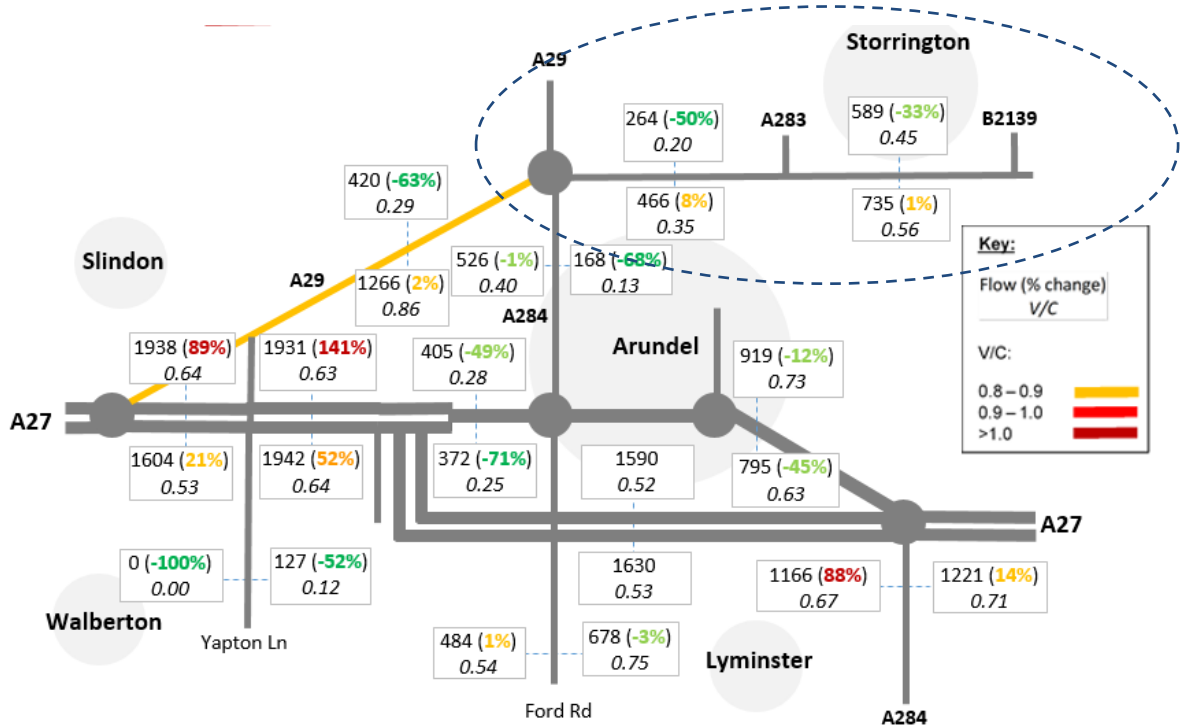 Storrington
A29
264 (-50%)
0.20
A283
589 (-33%)
0.45
B2139
420 (-63%)
0.29
466 (8%)
0.35
735 (1%)
0.56
Slindon
A29
1266 (2%)
0.86
526 (-1%)
0.40
168 (-68%)
0.13
Key:
Flow (% change)
V/C
V/C:
0.8 – 0.9
0.9 – 1.0
>1.0
A284
1938 (89%)
0.64
1931 (141%)
0.63
405 (-49%)
0.28
Arundel
919 (-12%)
0.73
A27
1604 (21%)
0.53
1942 (52%)
0.64
372 (-71%)
0.25
1590
0.52
795 (-45%)
0.63
A27
0 (-100%)
0.00
127 (-52%)
0.12
1630
0.53
1166 (88%)
0.67
1221 (14%)
0.71
Walberton
Yapton Ln
484 (1%)
0.54
678 (-3%)
0.75
Lyminster
Ford Rd
A284